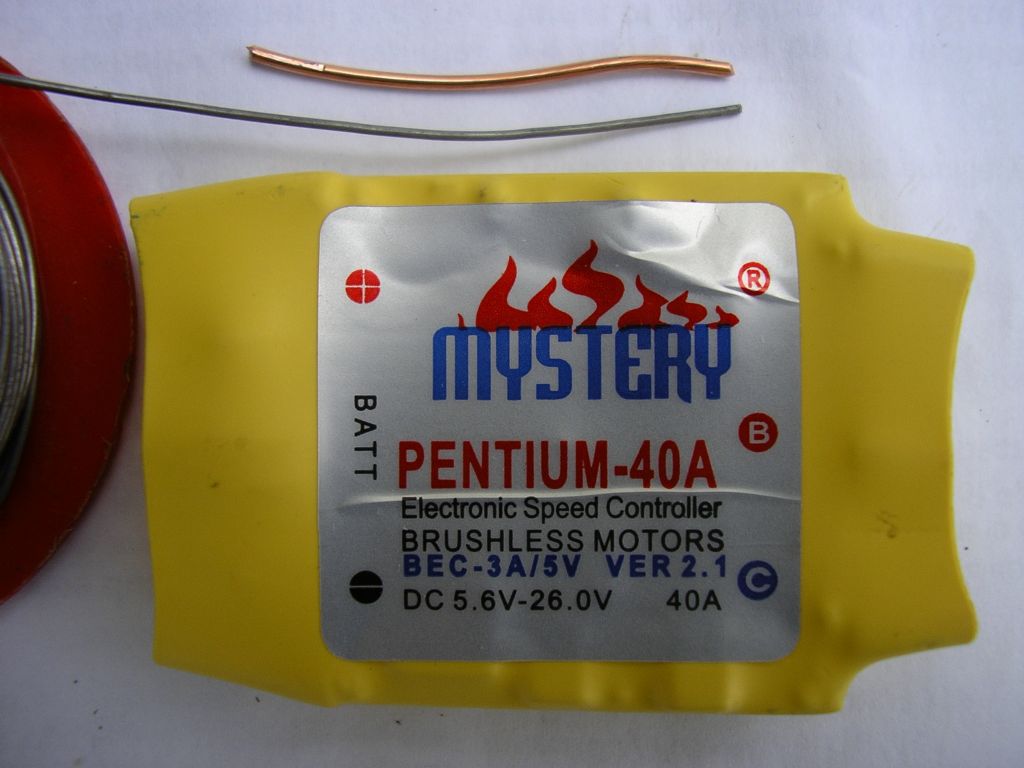 ®
MYSTERY
BATT
B
PENTIUM-40A
Electronic Speed Controller
BRUSHLESS MOTORS
BEC-3A/5V VER 2.1
C
DC 5.6V-26.0V 40A